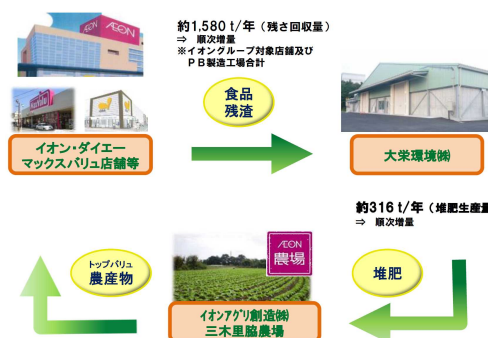 AEON
約1,580 t/年（残さ回収量）
⇒ 順次増量
※イオングループ対象店舗及び
ＰＢ製造工場合計
食品
残渣
イオン・ダイエー
マックスバリュ店舗等
大栄環境㈱
約316 t/年（堆肥生産量
⇒ 順次増量
堆肥
AEON
農場
イオンアグリ創造㈱
三木里脇農場
トップバリュ
農産物